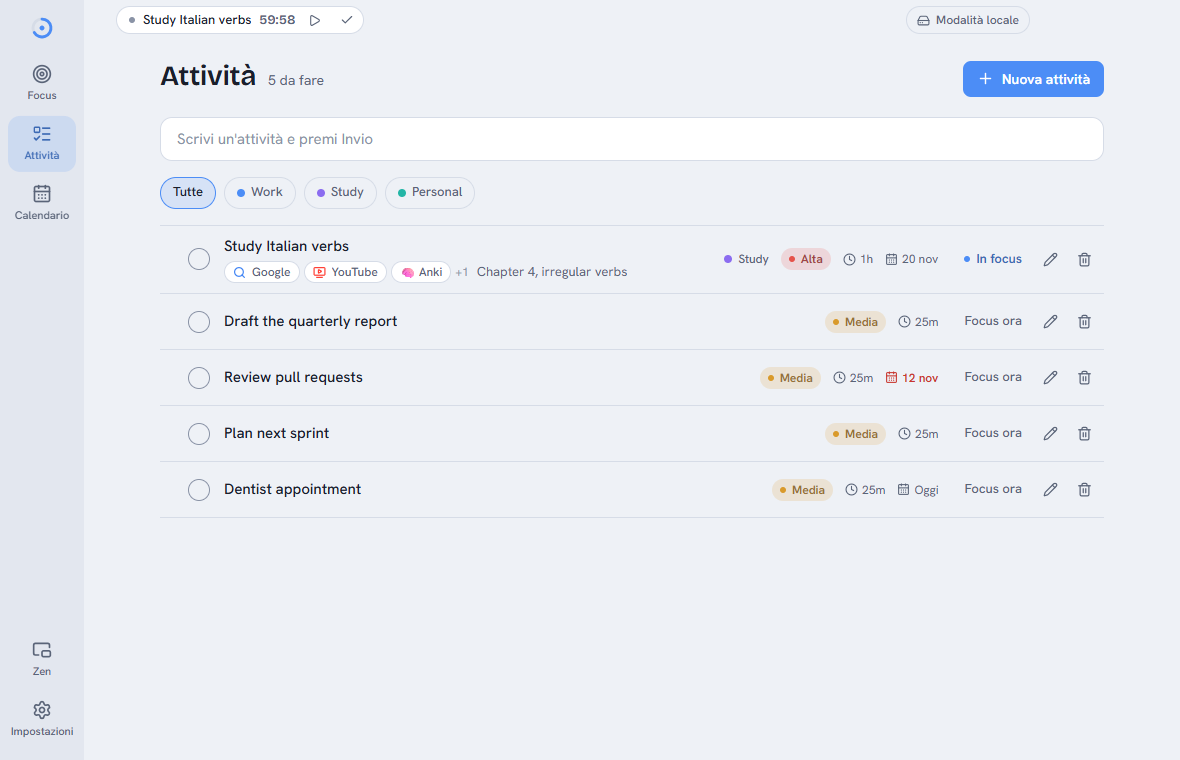 Study Italian verbs 59:58
Modalità locale
Focus
Attività
Calendario
Zen
Impostazioni
Attività 5 da fare
Nuova attività
Scrivi un'attività e premi Invio
Tutte Work Study Personal
Study Italian verbs
Google YouTube Anki +1 Chapter 4, irregular verbs
Study Alta 1h 20 nov In focus
Draft the quarterly report Media 25m Focus ora
Review pull requests Media 25m 12 nov Focus ora
Plan next sprint Media 25m Focus ora
Dentist appointment Media 25m Oggi Focus ora